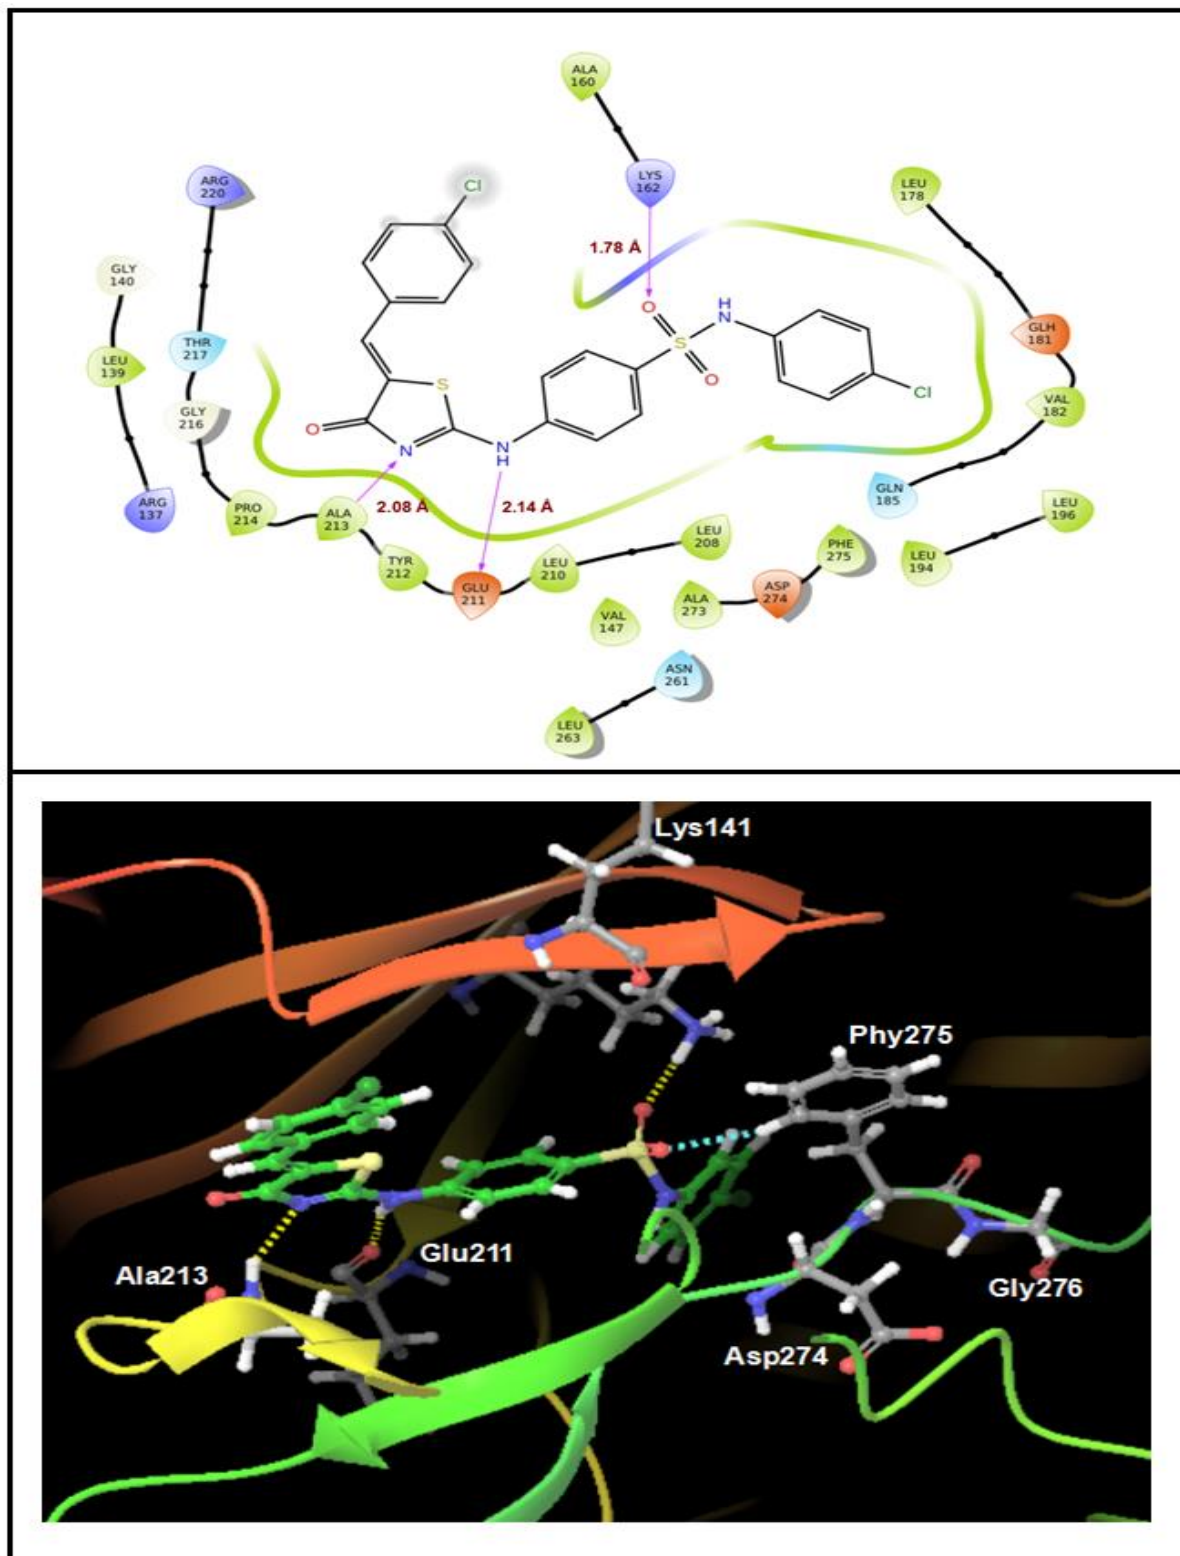 ALA
160
LYS
162
ARG
220
Cl
LEU
178
1.78 Å
GLY
140
O
H
N
GLH
181
THR
217
LEU
139
S
O
Cl
GLY
216
S
VAL
182
O
N
N
H
ARG
137
PRO
214
ALA
213
2.08 Å
2.14 Å
GLN
185
LEU
196
TYR
212
GLU
211
LEU
210
LEU
208
PHE
275
LEU
194
ASP
274
ALA
273
VAL
147
ASN
261
LEU
263
Lys141
Phy275
Glu211
Ala213
Gly276
Asp274